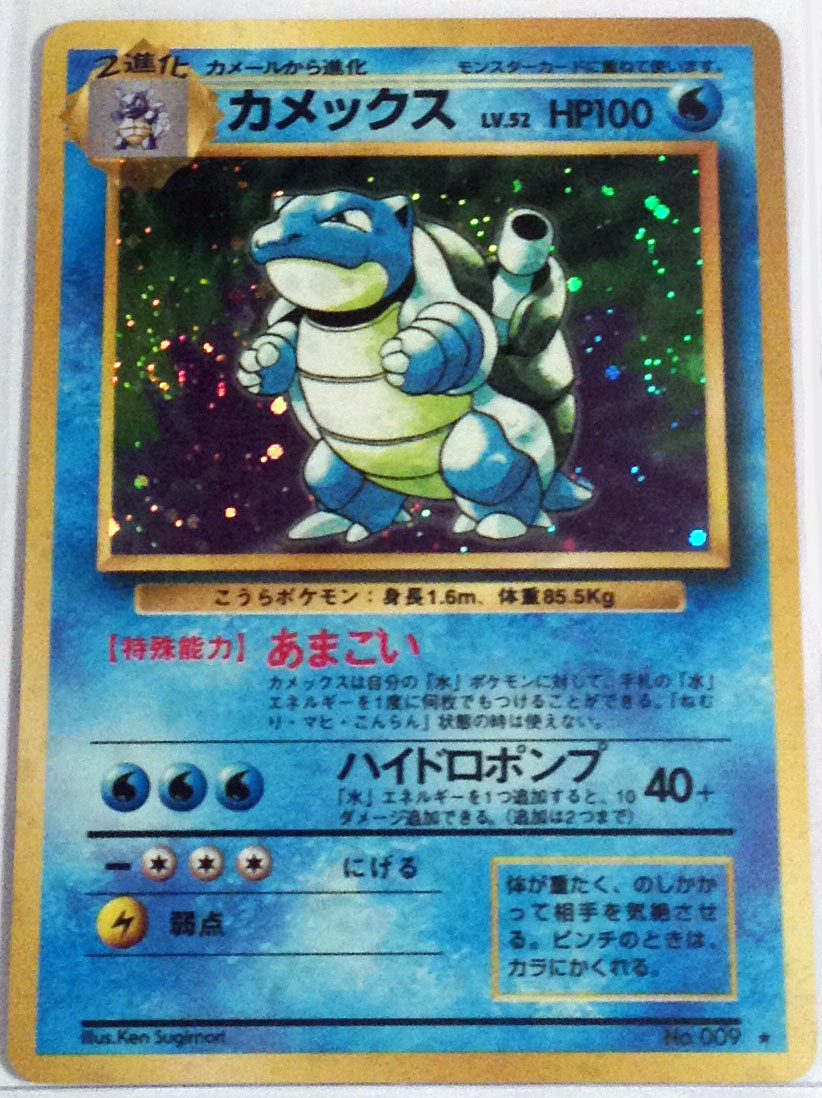 2進化 カメールから進化 モンスターカードに重ねて使います。
カメックス LV.52 HP100
こうらポケモン：身長1.6m、体重85.5Kg
【特殊能力】 あまごい
カメックスは自分の「水」ポケモンに対して、手札の「水」
エネルギーを1度に何枚でもつけることができる。「ねむ
り・マヒ・こんらん」状態の時は使えない。
ハイドロポンプ 40+
「水」エネルギーを1つ追加すると、10
ダメージ追加できる。（追加は2つまで）
ー にげる
弱点
体が重たく、のしかか
って相手を気絶させ
る。ピンチのときは、
カラにかくれる。
Illus.Ken Sugimori No.009